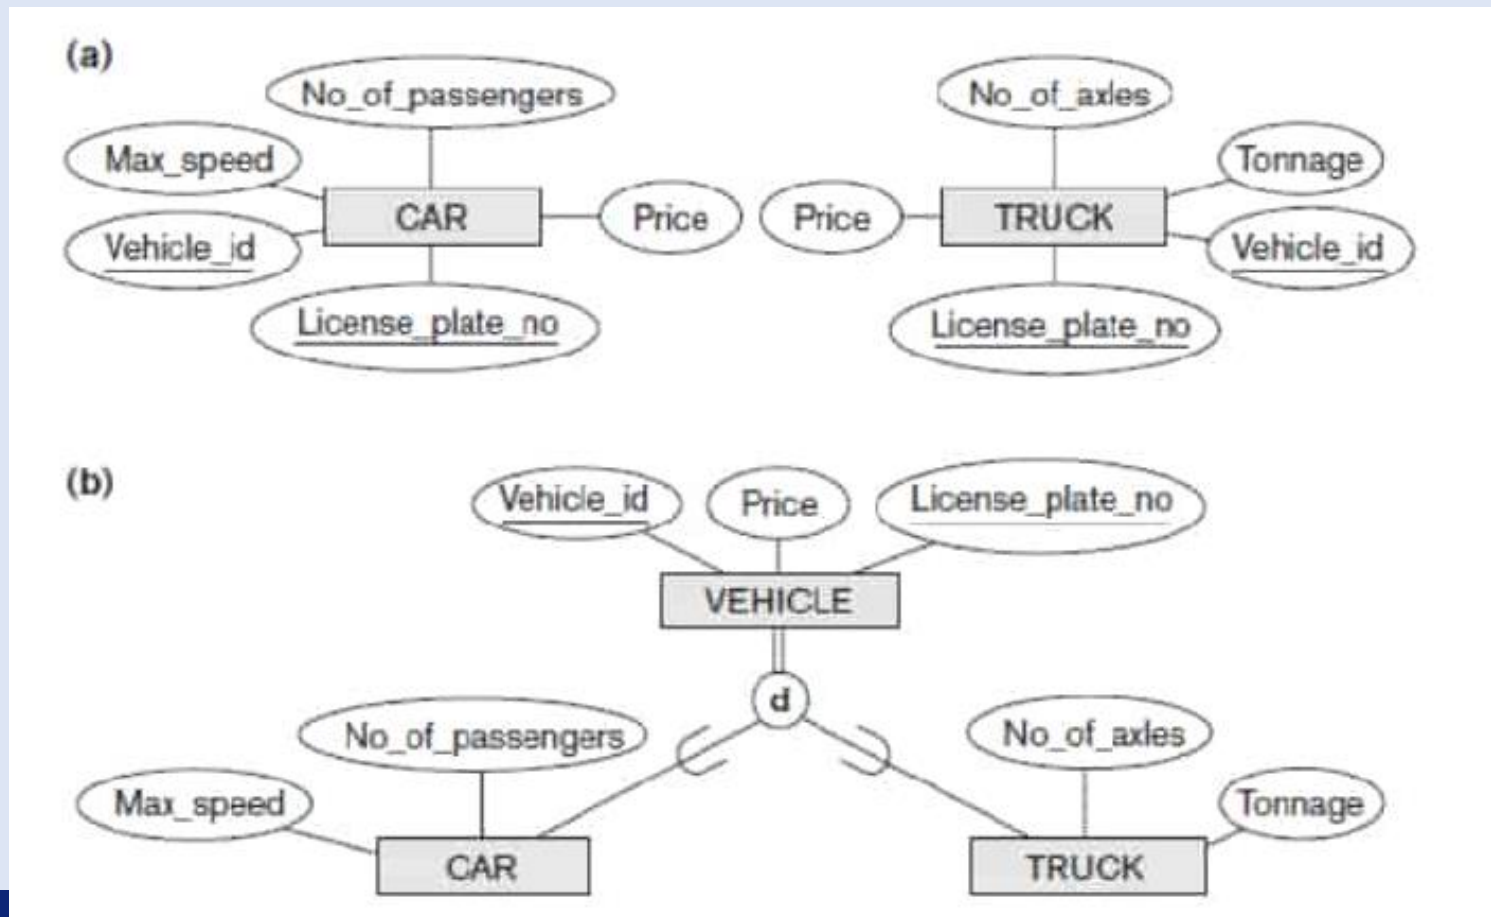 (a)
No_of_passengers
No_of_axles
Max_speed
Tonnage
CAR
Price
Price
TRUCK
Vehicle_id
Vehicle_id
License_plate_no
License_plate_no
(b)
Vehicle_id
Price
License_plate_no
VEHICLE
d
No_of_passengers
No_of_axles
Max_speed
Tonnage
CAR
TRUCK